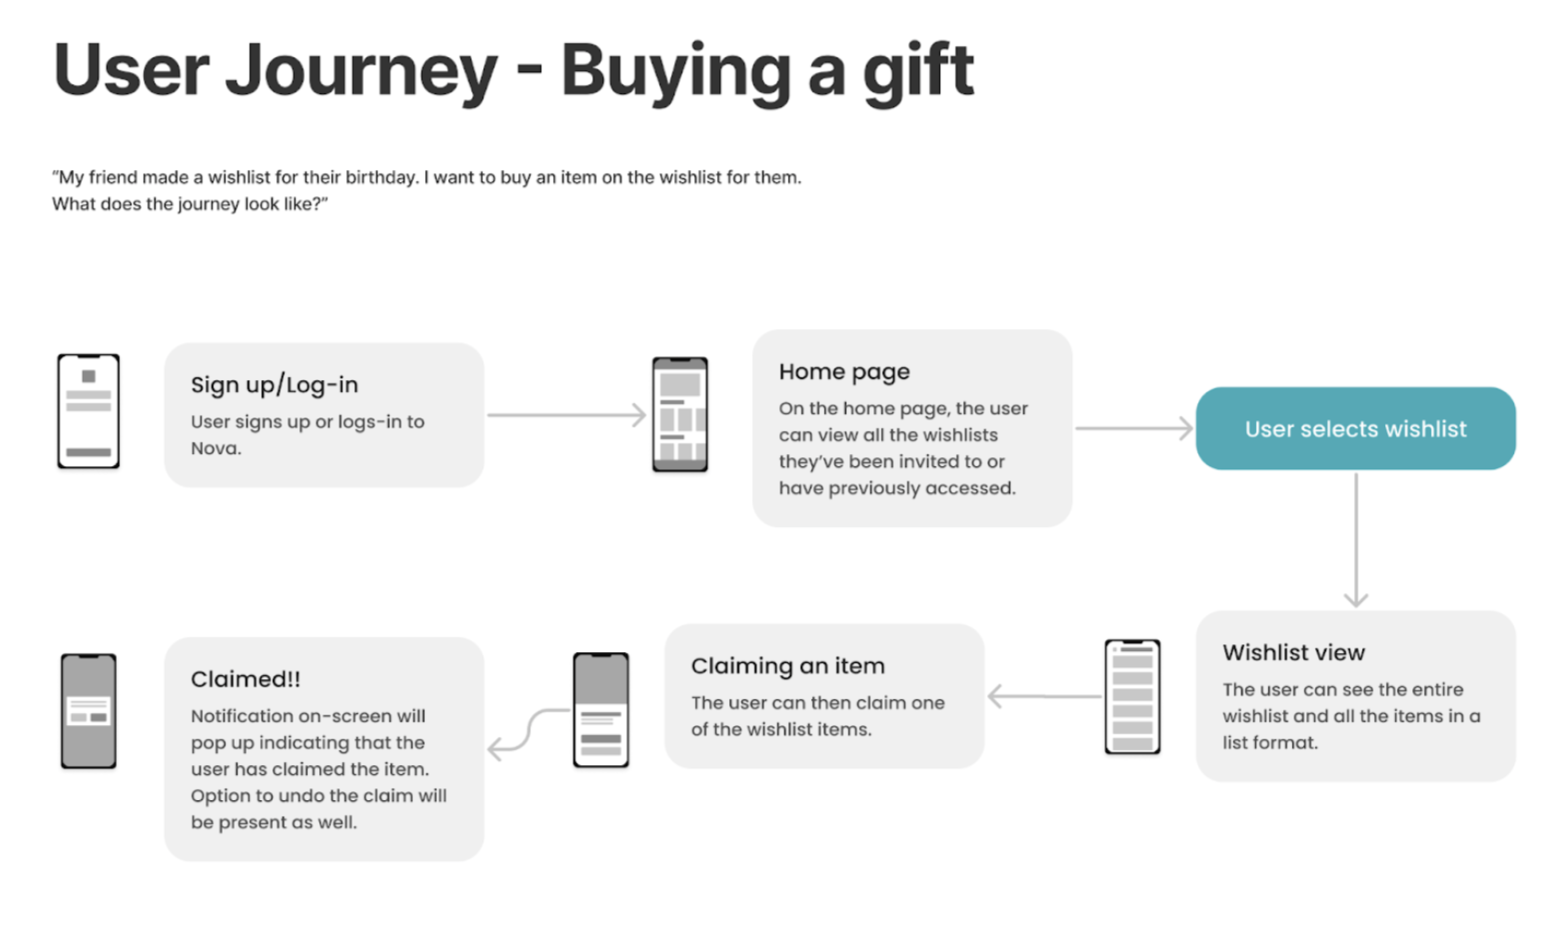 User Journey - Buying a gift
"My friend made a wishlist for their birthday. I want to buy an item on the wishlist for them.
What does the journey look like?"
Sign up/Log-in
User signs up or logs-in to
Nova.
Home page
On the home page, the user
can view all the wishlists
they've been invited to or
have previously accessed.
User selects wishlist
Wishlist view
The user can see the entire
wishlist and all the items in a
list format.
Claiming an item
The user can then claim one
of the wishlist items.
Claimed!!
Notification on-screen will
pop up indicating that the
user has claimed the item.
Option to undo the claim will
be present as well.